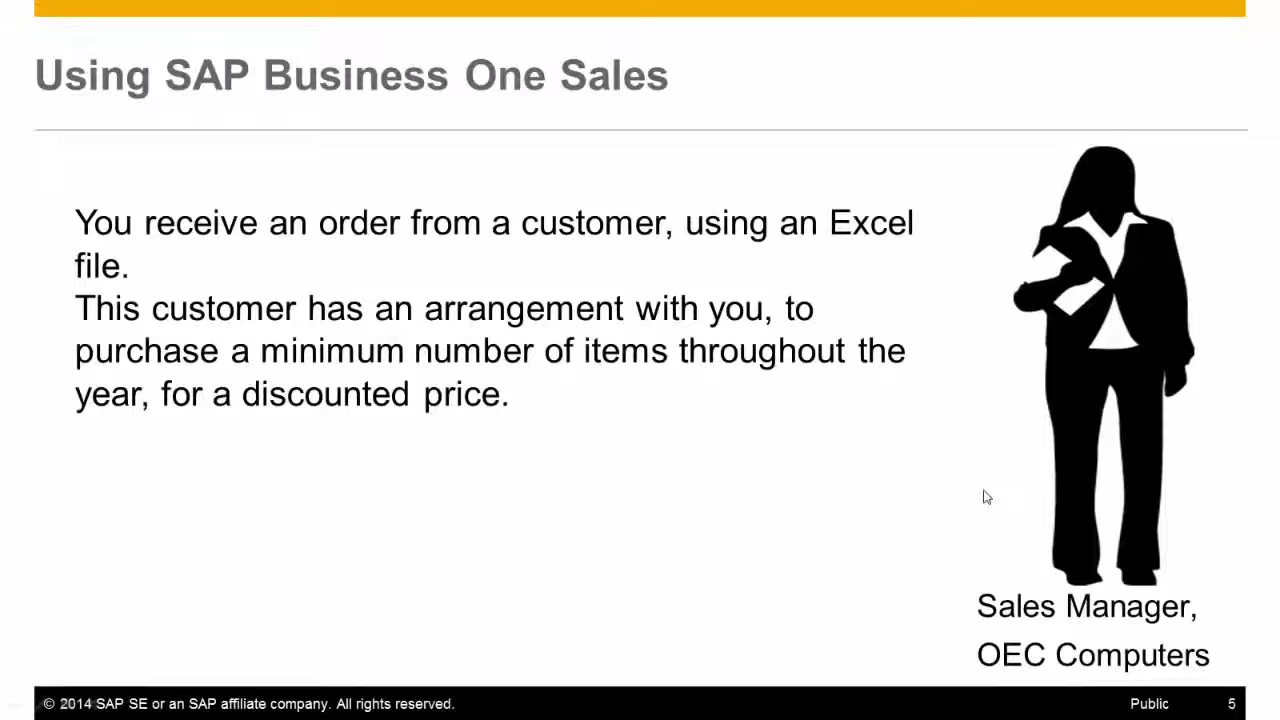 Using SAP Business One Sales
You receive an order from a customer, using an Excel
file.
This customer has an arrangement with you, to
purchase a minimum number of items throughout the
year, for a discounted price.
Sales Manager,
OEC Computers
© 2014 SAP SE or an SAP affiliate company. All rights reserved.
Public
5